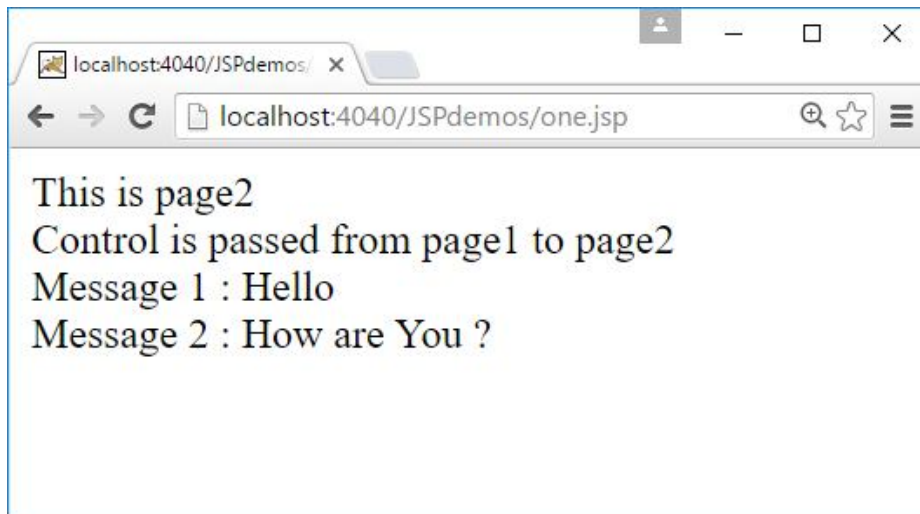 localhost:4040/JSPdemos/
localhost:4040/JSPdemos/one.jsp
This is page2
Control is passed from page1 to page2
Message 1 : Hello
Message 2 : How are You ?